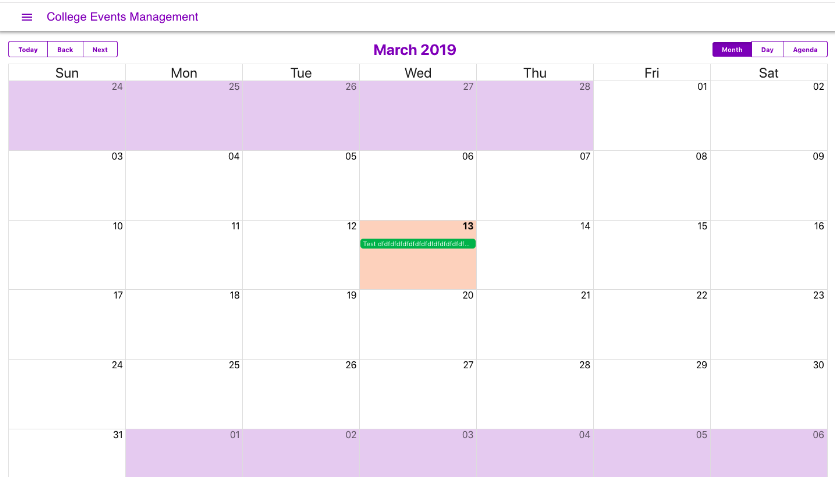 College Events Management
Today Back Next March 2019 Month Day Agenda
Sun Mon Tue Wed Thu Fri Sat
24 25 26 27 28 01 02
03 04 05 06 07 08 09
10 11 12 13 14 15 16
Test
17 18 19 20 21 22 23
24 25 26 27 28 29 30
31 01 02 03 04 05 06